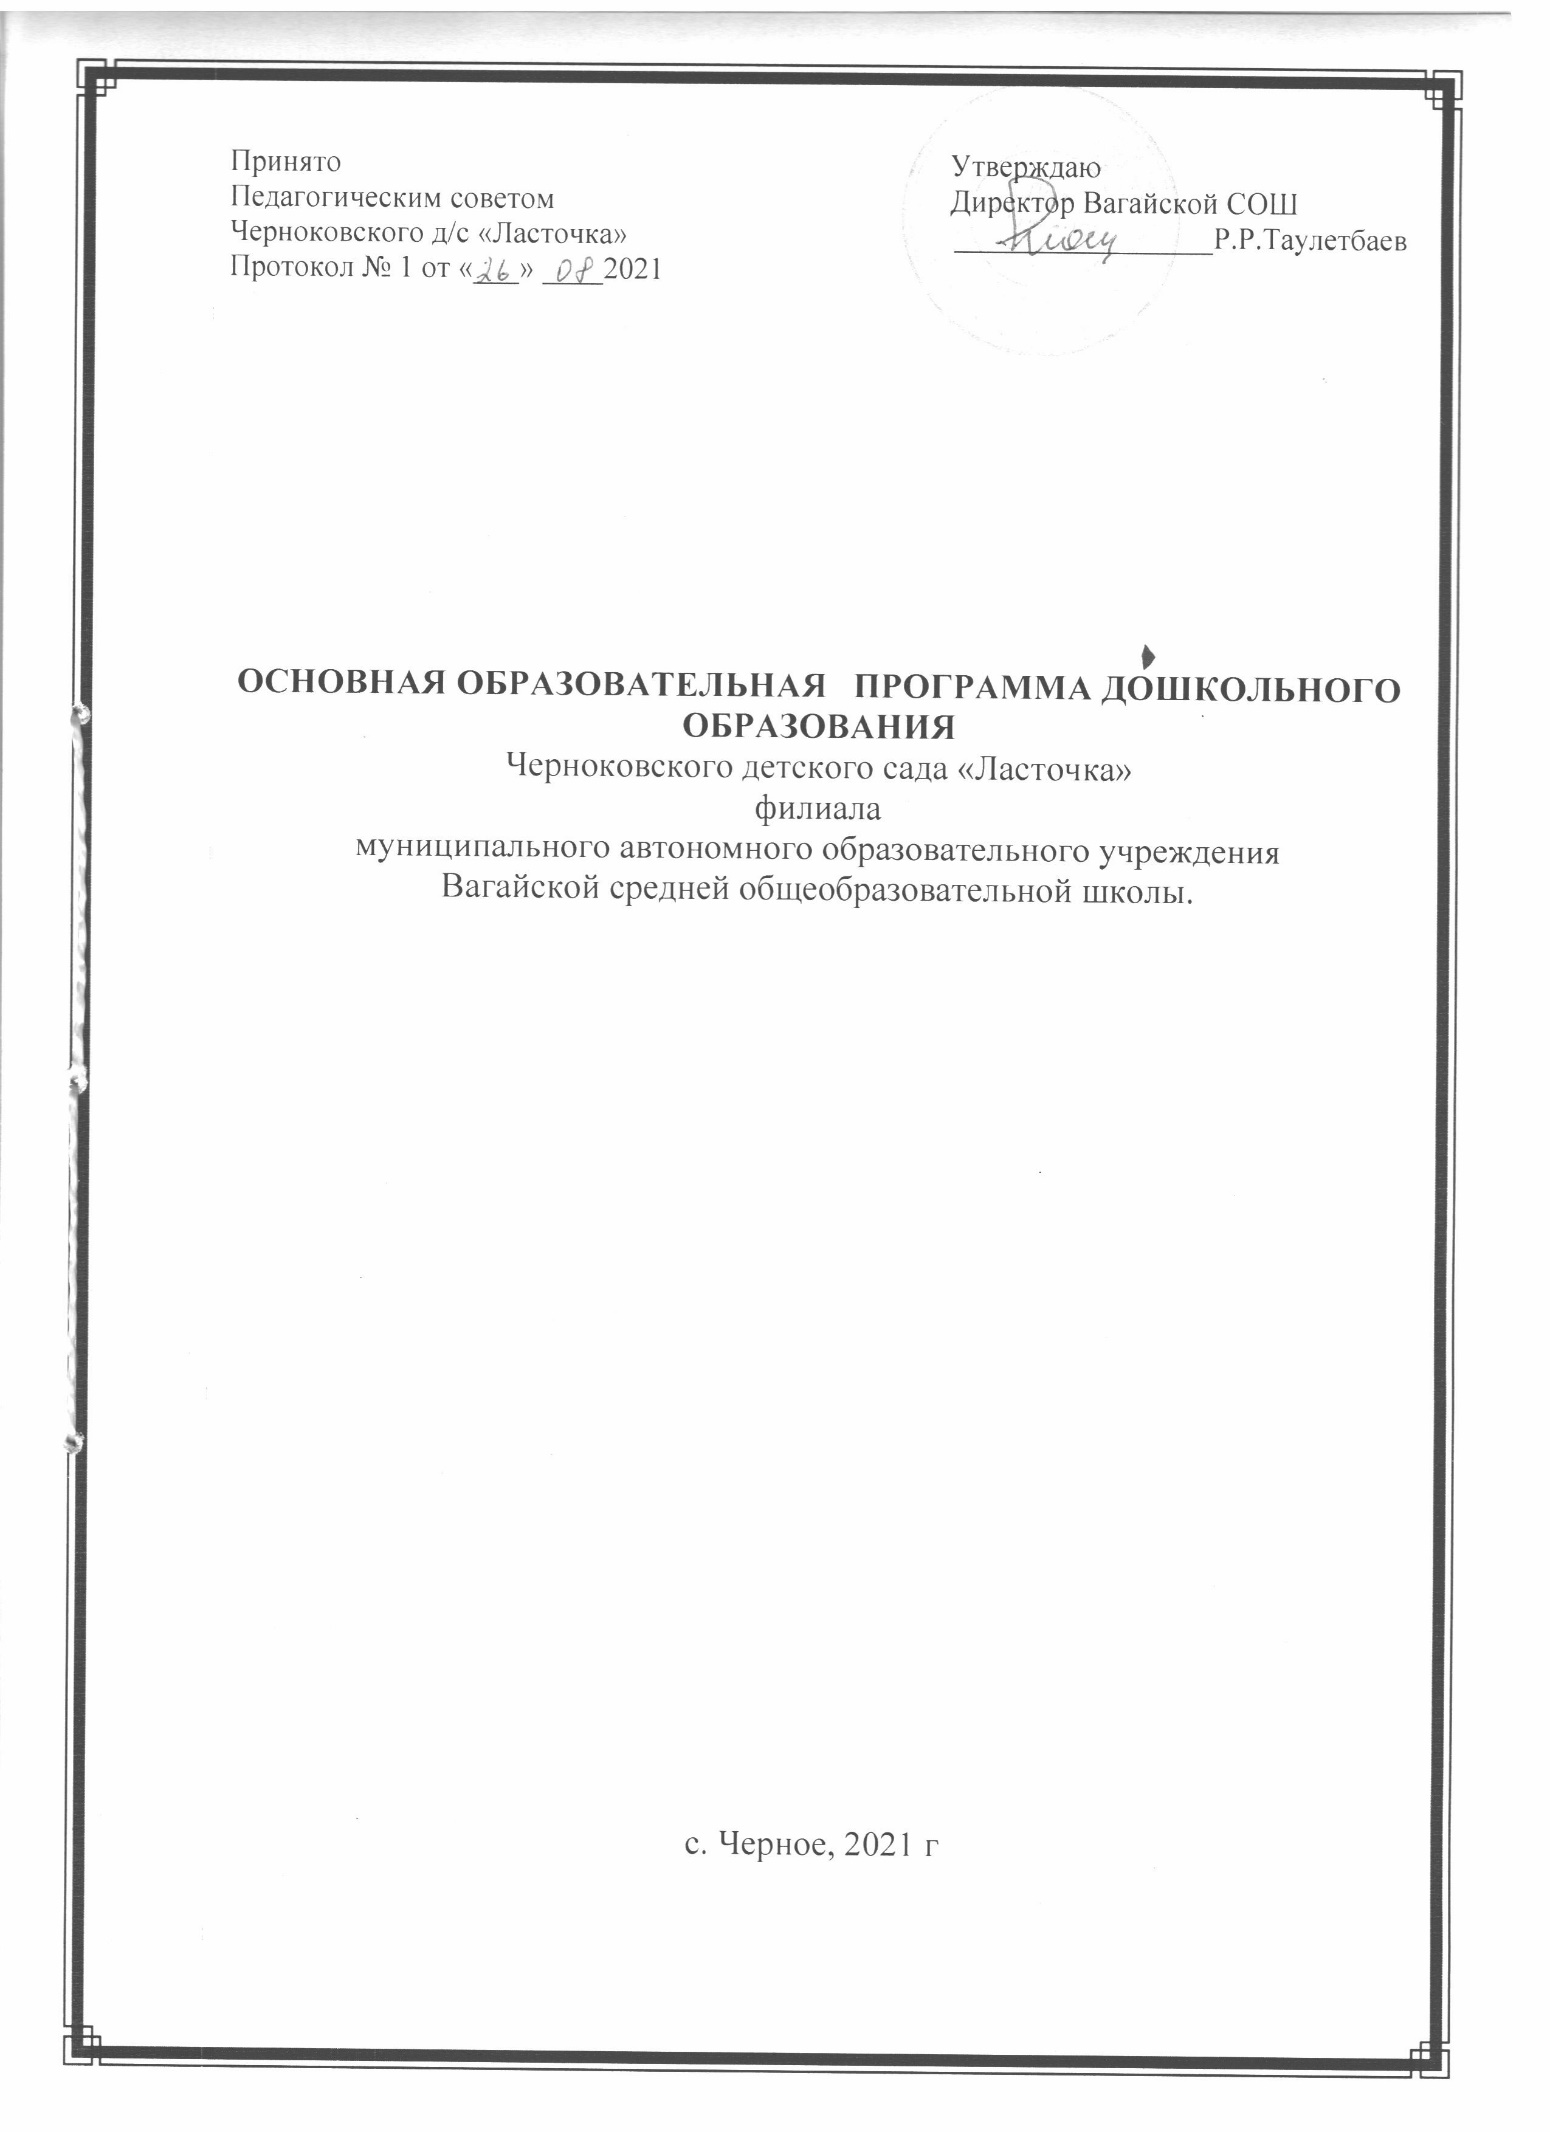 Принято
Педагогическим советом
Черноковского д/с «Ласточка»
Протокол № 1 от «26» 08 2021
Утверждаю
Директор Вагайской СОШ
Р.Р.Таулетбаев
ОСНОВНАЯ ОБРАЗОВАТЕЛЬНАЯ ПРОГРАММА ДОШКОЛЬНОГО
ОБРАЗОВАНИЯ
Черноковского детского сада «Ласточка»
филиала
муниципального автономного образовательного учреждения
Вагайской средней общеобразовательной школы.
с. Черное, 2021 г